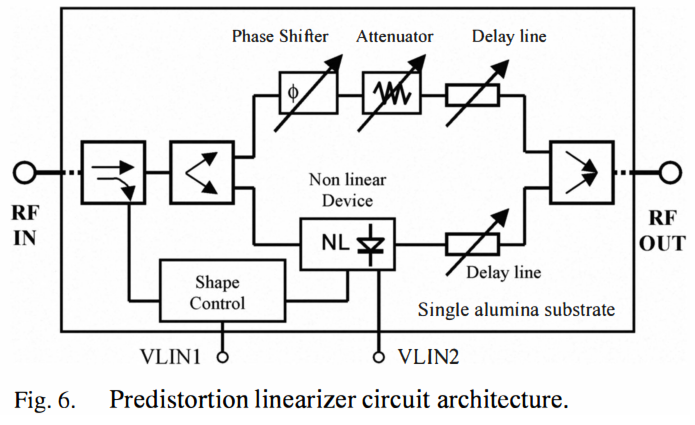 Phase Shifter Attenuator Delay line
ϕ
Non linear
Device
RF
IN
NL
RF
OUT
Shape
Control
Delay line
Single alumina substrate
VLIN1
VLIN2
Fig. 6. Predistortion linearizer circuit architecture.